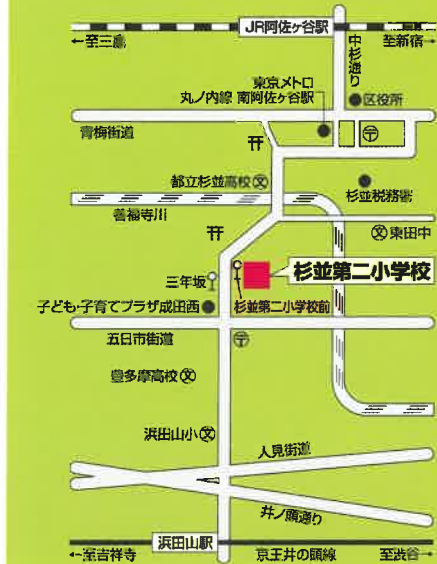 JR阿佐ヶ谷駅
←至三鷹
中杉通り
至新宿→
東京メトロ
丸ノ内線 南阿佐ヶ谷駅
区役所
青梅街道
〒
都立杉並高校 文
杉並税務署
善福寺川
文 東田中
杉並第二小学校
三年坂
子ども・子育てプラザ成田西
杉並第二小学校前
五日市街道
〒
豊多摩高校 文
浜田山小 文
人見街道
井ノ頭通り
浜田山駅
←至吉祥寺
京王井の頭線
至渋谷→